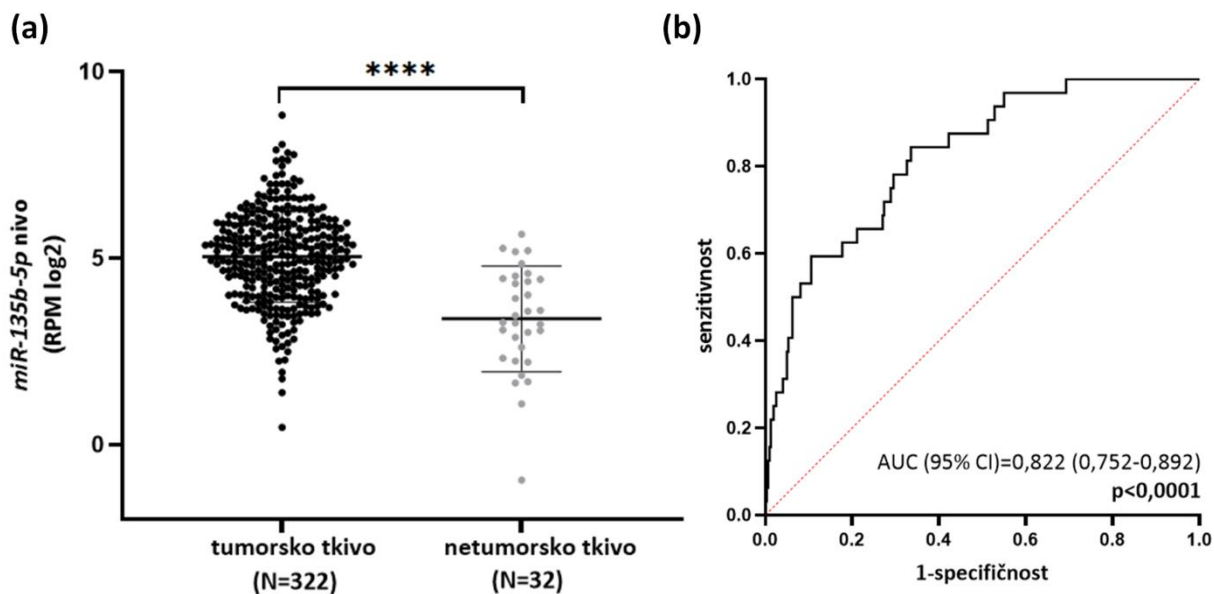 (a)
10
5
0
****
miR-135b-5p nivo
(RPM log2)
tumorsko tkivo
(N=322)
netumorsko tkivo
(N=32)
(b)
1.0
0.8
0.6
0.4
0.2
0.0
senzitivnost
AUC (95% CI)=0,822 (0,752-0,892)
p<0,0001
0.0 0.2 0.4 0.6 0.8 1.0
1-specifičnost